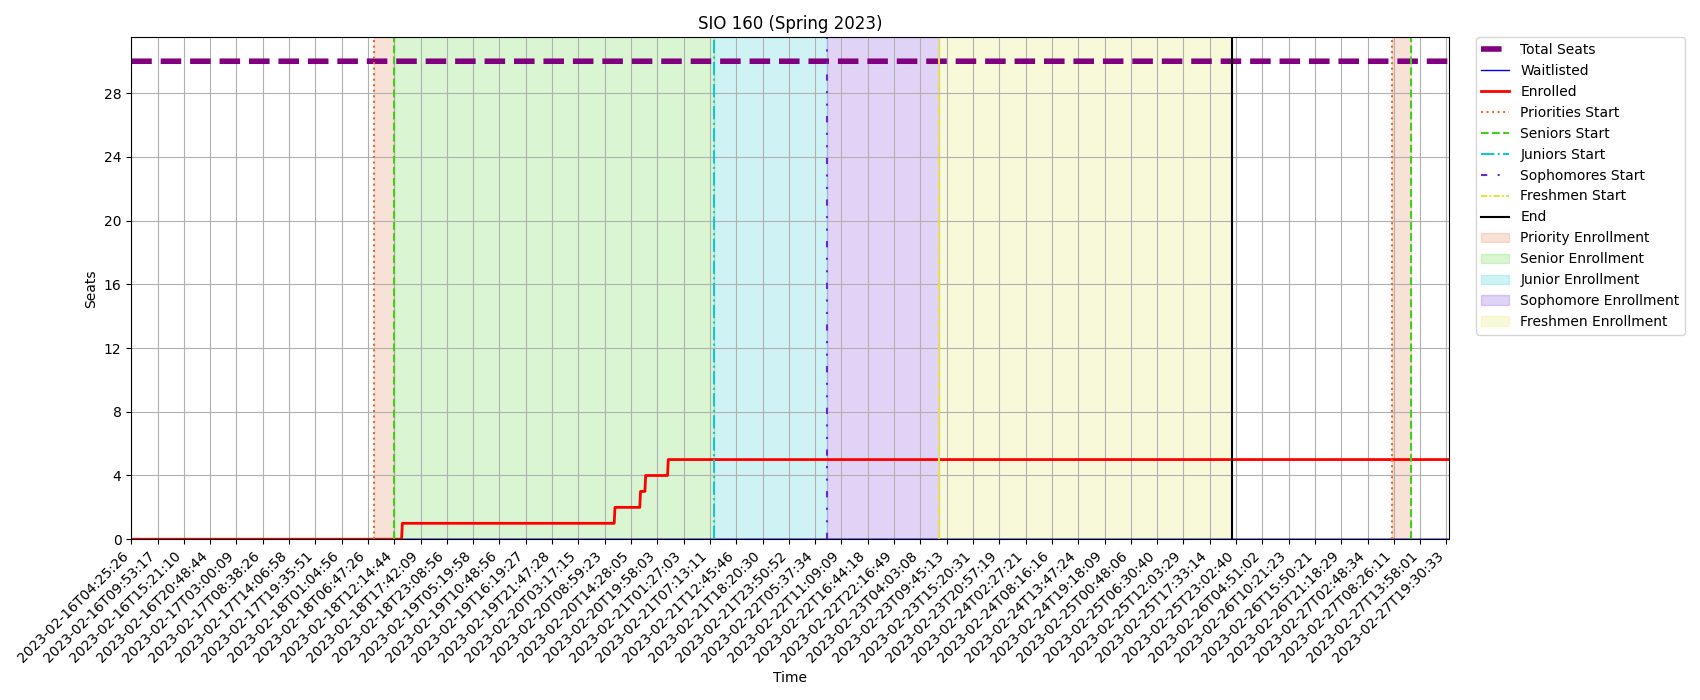 SIO 160 (Spring 2023)
Total Seats
Waitlisted
Enrolled
Priorities Start
Seniors Start
Juniors Start
Sophomores Start
Freshmen Start
End
Priority Enrollment
Senior Enrollment
Junior Enrollment
Sophomore Enrollment
Freshmen Enrollment
Seats
28
24
20
16
12
8
4
0
2023-02-16T04:25:26
2023-02-16T09:53:17
2023-02-16T15:21:10
2023-02-16T20:48:44
2023-02-17T03:00:09
2023-02-17T08:38:26
2023-02-17T14:06:58
2023-02-17T19:35:51
2023-02-18T01:04:56
2023-02-18T06:47:26
2023-02-18T12:14:44
2023-02-18T17:42:09
2023-02-18T23:08:56
2023-02-19T05:19:58
2023-02-19T10:48:56
2023-02-19T16:19:27
2023-02-19T21:47:28
2023-02-20T03:17:15
2023-02-20T08:59:23
2023-02-20T14:28:05
2023-02-20T19:58:03
2023-02-21T01:27:03
2023-02-21T07:13:11
2023-02-21T12:45:46
2023-02-21T18:20:30
2023-02-21T23:50:52
2023-02-22T05:37:34
2023-02-22T11:09:09
2023-02-22T16:44:18
2023-02-22T22:16:49
2023-02-23T04:03:08
2023-02-23T09:45:13
2023-02-23T15:20:31
2023-02-23T20:57:19
2023-02-24T02:27:21
2023-02-24T08:16:16
2023-02-24T13:47:24
2023-02-24T19:18:09
2023-02-25T00:48:06
2023-02-25T06:30:40
2023-02-25T12:03:29
2023-02-25T17:33:14
2023-02-25T23:02:40
2023-02-26T04:51:02
2023-02-26T10:21:23
2023-02-26T15:50:21
2023-02-26T21:18:29
2023-02-27T02:48:34
2023-02-27T08:26:11
2023-02-27T13:58:01
2023-02-27T19:30:33
Time